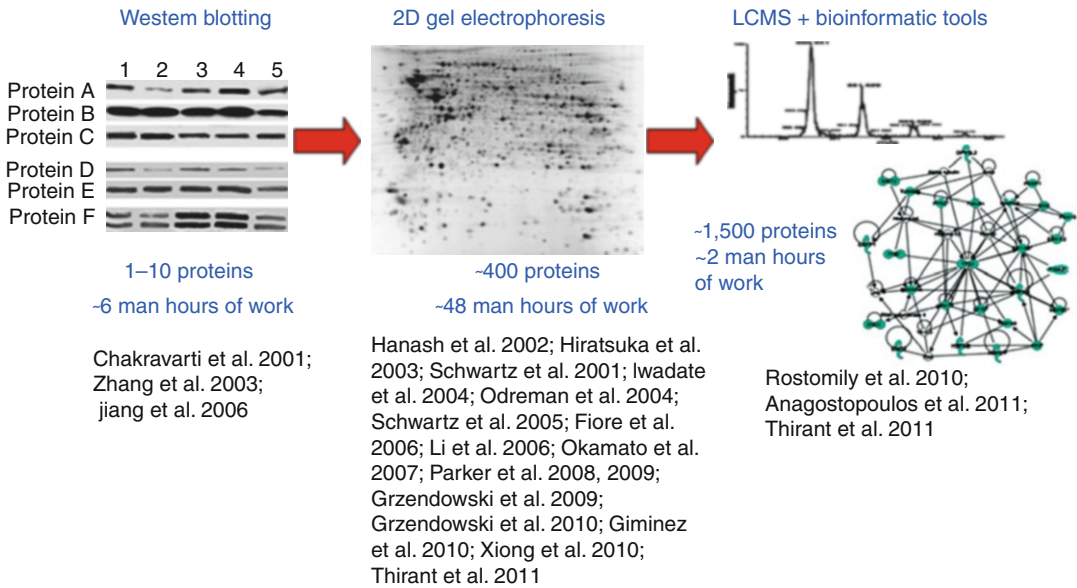 Westem blotting
1 2 3 4 5
Protein A
Protein B
Protein C
Protein D
Protein E
Protein F
1–10 proteins
~6 man hours of work
Chakravarti et al. 2001;
Zhang et al. 2003;
jiang et al. 2006
2D gel electrophoresis
~400 proteins
~48 man hours of work
Hanash et al. 2002; Hiratsuka et al.
2003; Schwartz et al. 2001; Iwadate
et al. 2004; Odreman et al. 2004;
Schwartz et al. 2005; Fiore et al.
2006; Li et al. 2006; Okamato et al.
2007; Parker et al. 2008, 2009;
Grzendowski et al. 2009;
Grzendowski et al. 2010; Giminez
et al. 2010; Xiong et al. 2010;
Thirant et al. 2011
LCMS + bioinformatic tools
~1,500 proteins
~2 man hours
of work
Rostomily et al. 2010;
Anagostopoulos et al. 2011;
Thirant et al. 2011